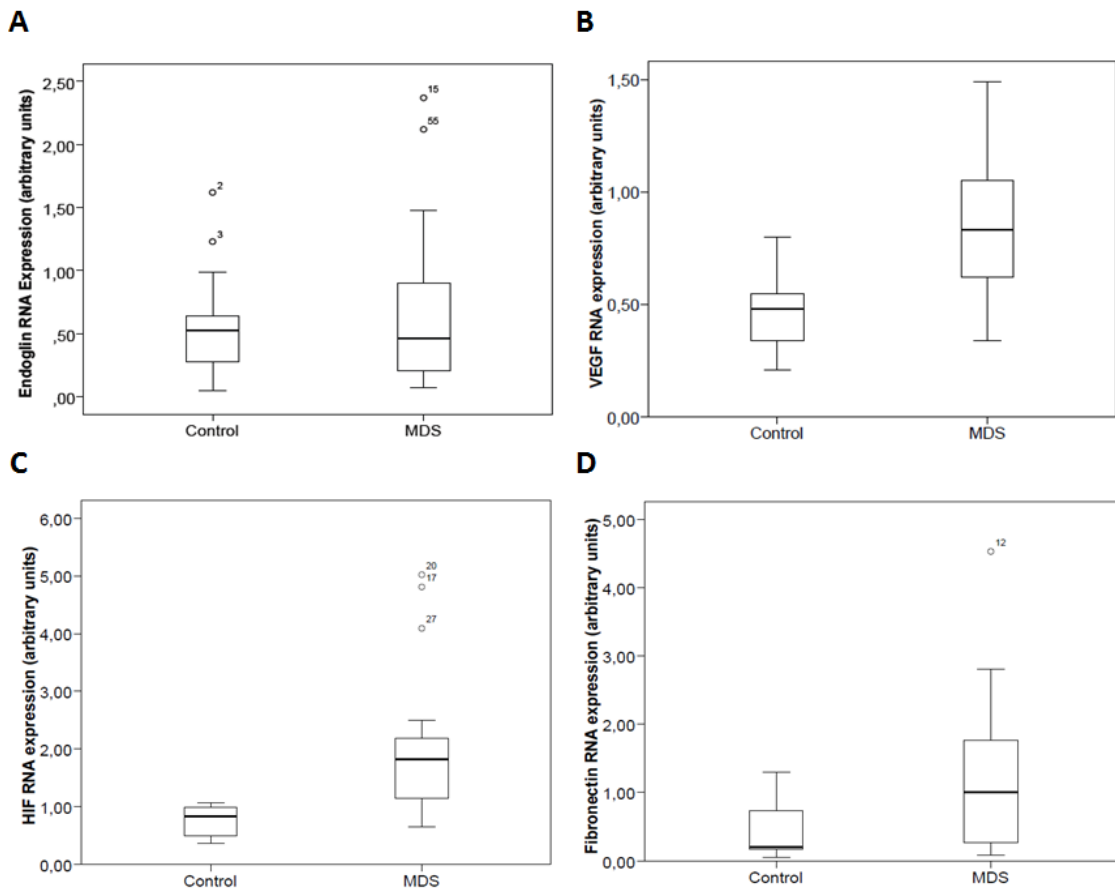 A
Endoglin RNA Expression (arbitrary units)
2,50
2,00
1,50
1,00
,50
,00
2
3
15
55
Control
MDS
B
VEGF RNA expression (arbitrary units)
1,50
1,00
0,50
0,00
Control
MDS
C
HIF RNA expression (arbitrary units)
6,00
5,00
4,00
3,00
2,00
1,00
0,00
20
17
27
Control
MDS
D
Fibronectin RNA expression (arbitrary units)
5,00
4,00
3,00
2,00
1,00
0,00
12
Control
MDS